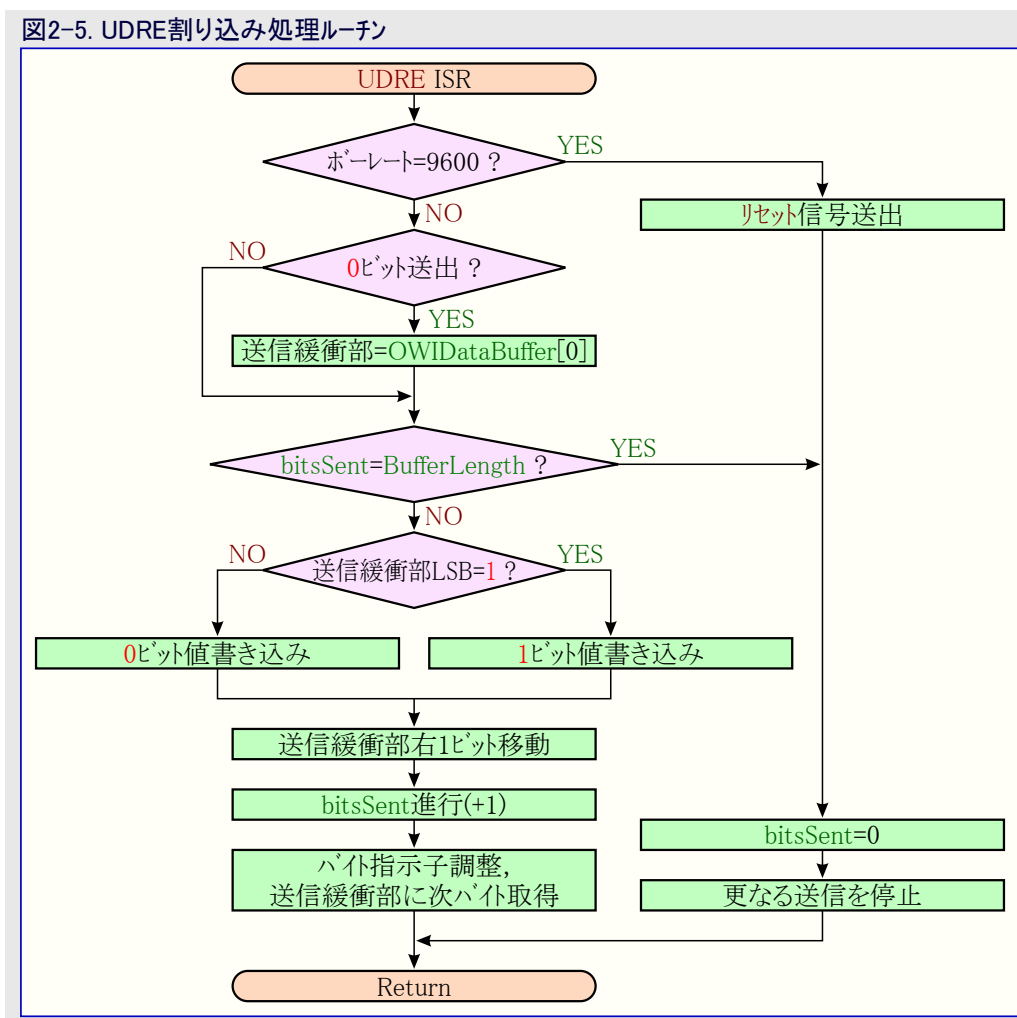 図2-5. UDRE割り込み処理ルーチン
UDRE ISR
ボーレート=9600 ?
YES
NO
リセット信号送出
NO
0ビット送出 ?
YES
送信緩衝部=OWIDataBuffer[0]
bitsSent=BufferLength ?
YES
NO
NO
送信緩衝部LSB=1 ?
YES
0ビット値書き込み
1ビット値書き込み
送信緩衝部右1ビット移動
bitsSent進行(+1)
bitsSent=0
バイト指示子調整,
送信緩衝部に次バイト取得
更なる送信を停止
Return